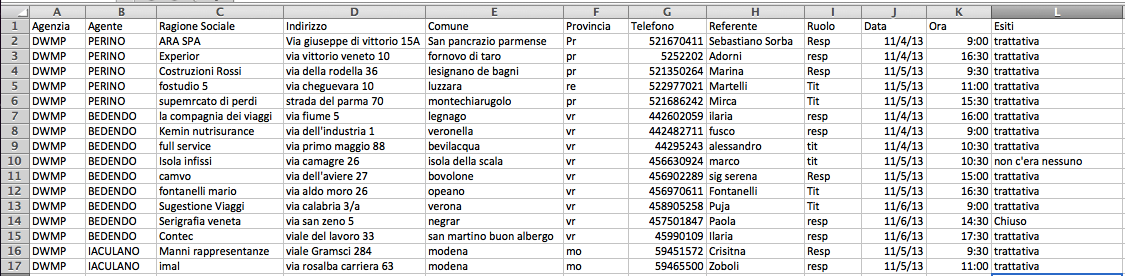 A B C D E F G H I J K L
1 Agenzia Agente Ragione Sociale Indirizzo Comune Provincia Telefono Referente Ruolo Data Ora Esiti
2 DWMP PERINO ARA SPA Via giuseppe di vittorio 15A San pancrazio parmense Pr 521670411 Sebastiano Sorba Resp 11/4/13 9:00 trattativa
3 DWMP PERINO Experior via vittorio veneto 10 fornovo di taro pr 5252202 Adorni resp 11/4/13 16:30 trattativa
4 DWMP PERINO Costruzioni Rossi via della rodella 36 lesignano de bagni pr 521350264 Marina Resp 11/5/13 9:30 trattativa
5 DWMP PERINO fostudio 5 via cheguevara 10 luzzara re 522977021 Martelli Tit 11/5/13 11:00 trattativa
6 DWMP PERINO supemrcato di perdi strada del parma 70 montechiarugolo pr 521686242 Mirca Tit 11/5/13 15:30 trattativa
7 DWMP BEDENDO la compagnia dei viaggi via fiume 5 legnago vr 442602059 ilaria resp 11/4/13 16:00 trattativa
8 DWMP BEDENDO Kemin nutrisurance via dell'industria 1 veronella vr 442482711 fusco resp 11/4/13 9:00 trattativa
9 DWMP BEDENDO full service via primo maggio 88 bevilacqua vr 44295243 alessandro tit 11/4/13 10:30 trattativa
10 DWMP BEDENDO Isola infissi via camagre 26 isola della scala vr 456630924 marco tit 11/5/13 10:30 non c'era nessuno
11 DWMP BEDENDO camvo via dell'aviere 27 bovolone vr 456902289 sig serena Resp 11/5/13 15:00 trattativa
12 DWMP BEDENDO fontanelli mario via aldo moro 26 opeano vr 456970611 Fontanelli Tit 11/5/13 16:30 trattativa
13 DWMP BEDENDO Sugestione Viaggi via calabria 3/a verona vr 458905258 Puja Tit 11/6/13 9:00 trattativa
14 DWMP BEDENDO Serigrafia veneta via san zeno 5 negrar vr 457501847 Paola resp 11/6/13 14:30 Chiuso
15 DWMP BEDENDO Contec viale del lavoro 33 san martino buon albergo vr 45990109 Ilaria resp 11/6/13 17:30 trattativa
16 DWMP IACULANO Manni rappresentanze viale Gramsci 284 modena mo 59451572 Crisitna Resp 11/5/13 9:30 trattativa
17 DWMP IACULANO imal via rosalba carriera 63 modena mo 59465500 Zoboli resp 11/5/13 11:00 trattativa